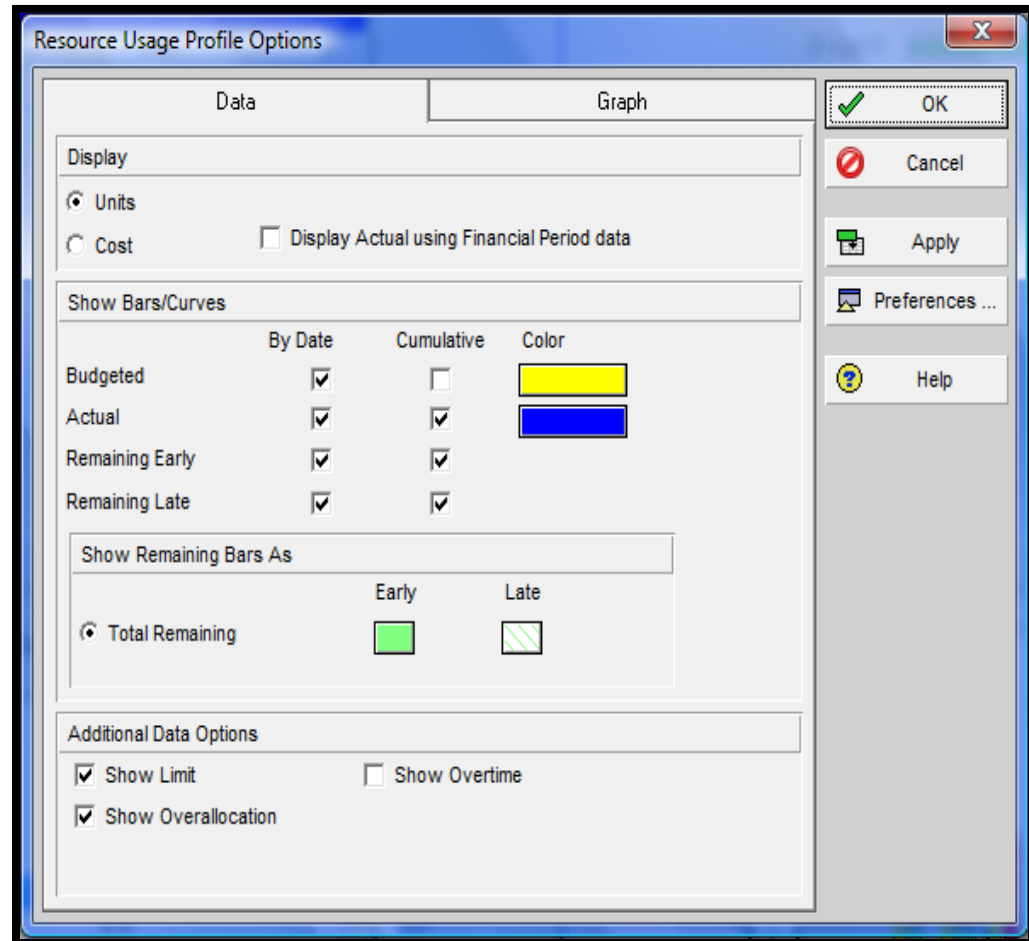 Resource Usage Profile Options
X
Data
Graph
OK
Display
Cancel
Units
Cost
Display Actual using Financial Period data
Apply
Show Bars/Curves
Preferences ...
By Date
Cumulative
Color
Budgeted
Help
Actual
Remaining Early
Remaining Late
Show Remaining Bars As
Early
Late
Total Remaining
Additional Data Options
Show Limit
Show Overtime
Show Overallocation